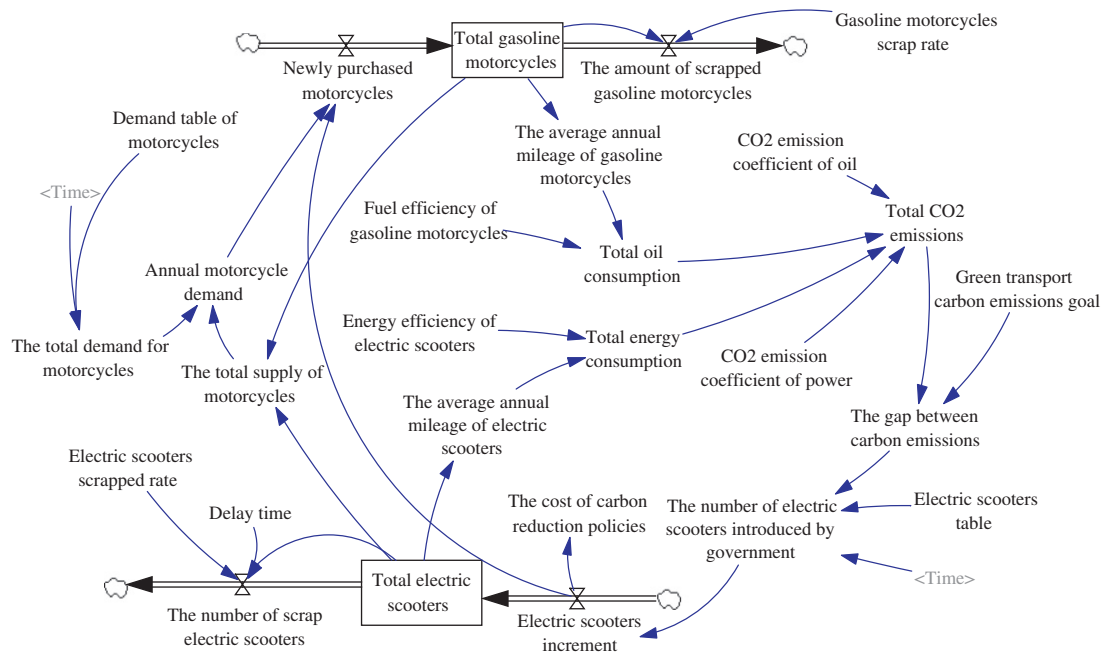 Total gasoline
motorcycles
Gasoline motorcycles
scrap rate
Newly purchased
motorcycles
The amount of scrapped
gasoline motorcycles
Demand table of
motorcycles
The average annual
mileage of gasoline
motorcycles
CO2 emission
coefficient of oil
<Time>
Fuel efficiency of
gasoline motorcycles
Total CO2
emissions
Total oil
consumption
Annual motorcycle
demand
Green transport
carbon emissions goal
The total demand for
motorcycles
Energy efficiency of
electric scooters
Total energy
consumption
CO2 emission
coefficient of power
The total supply of
motorcycles
The average annual
mileage of electric
scooters
The gap between
carbon emissions
Electric scooters
scrapped rate
Delay time
The cost of carbon
reduction policies
The number of electric
scooters introduced by
government
Electric scooters
table
<Time>
Total electric
scooters
The number of scrap
electric scooters
Electric scooters
increment